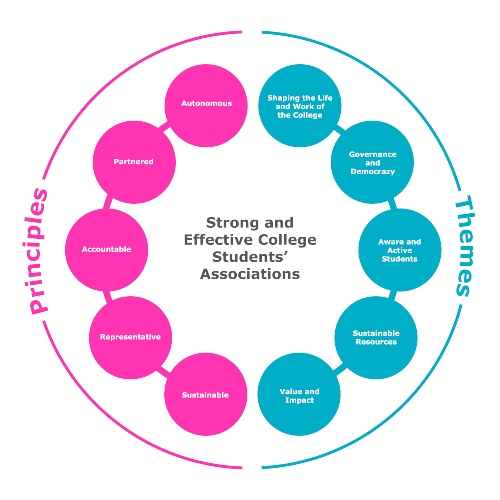 Principles
Autonomous
Partnered
Accountable
Representative
Sustainable
Strong and
Effective College
Students’
Associations
Themes
Shaping the Life
and Work of
the College
Governance
and
Democracy
Aware and
Active
Students
Sustainable
Resources
Value and
Impact